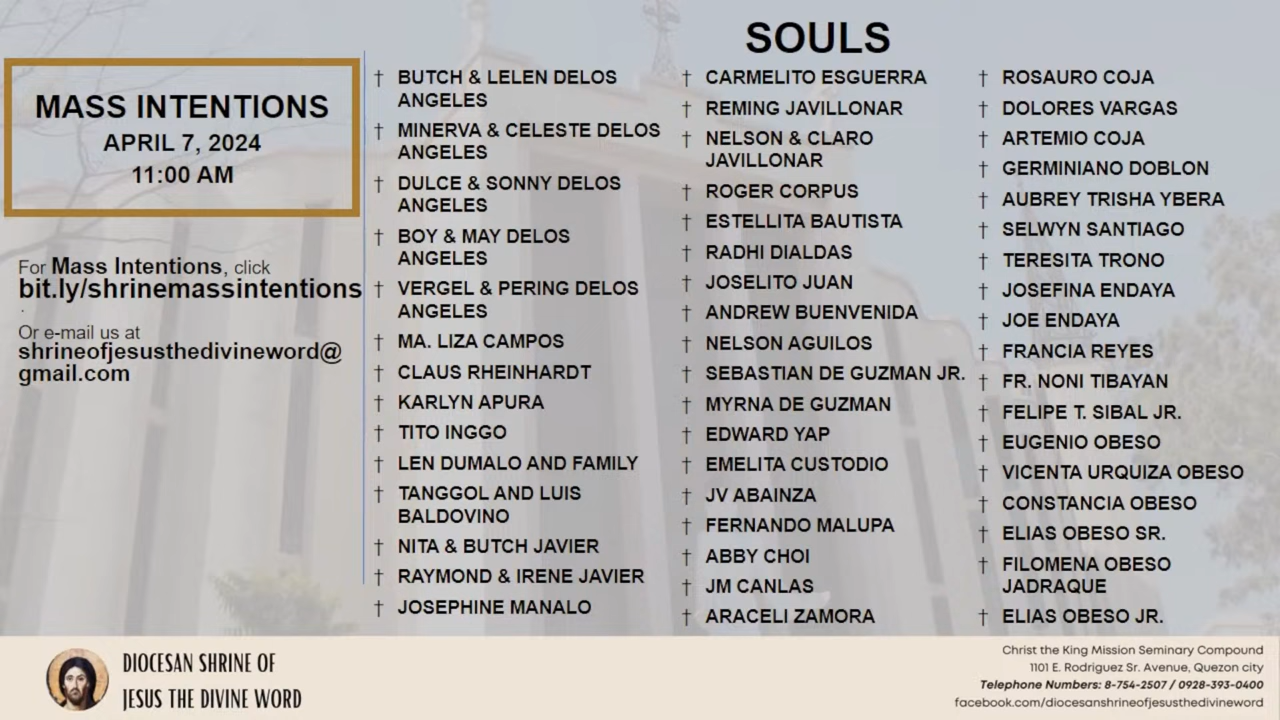 MASS INTENTIONS
APRIL 7, 2024
11:00 AM
For Mass Intentions, click
bit.ly/shrinemassintentions
.
Or e-mail us at
shrineofjesusthedivineword@
gmail.com
SOULS
† BUTCH & LELEN DELOS
ANGELES
† MINERVA & CELESTE DELOS
ANGELES
† DULCE & SONNY DELOS
ANGELES
† BOY & MAY DELOS
ANGELES
† VERGEL & PERING DELOS
ANGELES
† MA. LIZA CAMPOS
† CLAUS RHEINHARDT
† KARLYN APURA
† TITO INGGO
† LEN DUMALO AND FAMILY
† TANGGOL AND LUIS
BALDOVINO
† NITA & BUTCH JAVIER
† RAYMOND & IRENE JAVIER
† JOSEPHINE MANALO
† CARMELITO ESGUERRA
† REMING JAVILLONAR
† NELSON & CLARO
JAVILLONAR
† ROGER CORPUS
† ESTELLITA BAUTISTA
† RADHI DIALDAS
† JOSELITO JUAN
† ANDREW BUENVENIDA
† NELSON AGUILOS
† SEBASTIAN DE GUZMAN JR.
† MYRNA DE GUZMAN
† EDWARD YAP
† EMELITA CUSTODIO
† JV ABAINZA
† FERNANDO MALUPA
† ABBY CHOI
† JM CANLAS
† ARACELI ZAMORA
† ROSAURO COJA
† DOLORES VARGAS
† ARTEMIO COJA
† GERMINIANO DOBLON
† AUBREY TRISHA YBERA
† SELWYN SANTIAGO
† TERESITA TRONO
† JOSEFINA ENDAYA
† JOE ENDAYA
† FRANCIA REYES
† FR. NONI TIBAYAN
† FELIPE T. SIBAL JR.
† EUGENIO OBESO
† VICENTA URQUIZA OBESO
† CONSTANCIA OBESO
† ELIAS OBESO SR.
† FILOMENA OBESO
JADRAQUE
† ELIAS OBESO JR.
DIOCESAN SHRINE OF
JESUS THE DIVINE WORD
Christ the King Mission Seminary Compound
1101 E. Rodriguez Sr. Avenue, Quezon city
Telephone Numbers: 8-754-2507 / 0928-393-0400
facebook.com/diocesanshrineofjesusthedivineword